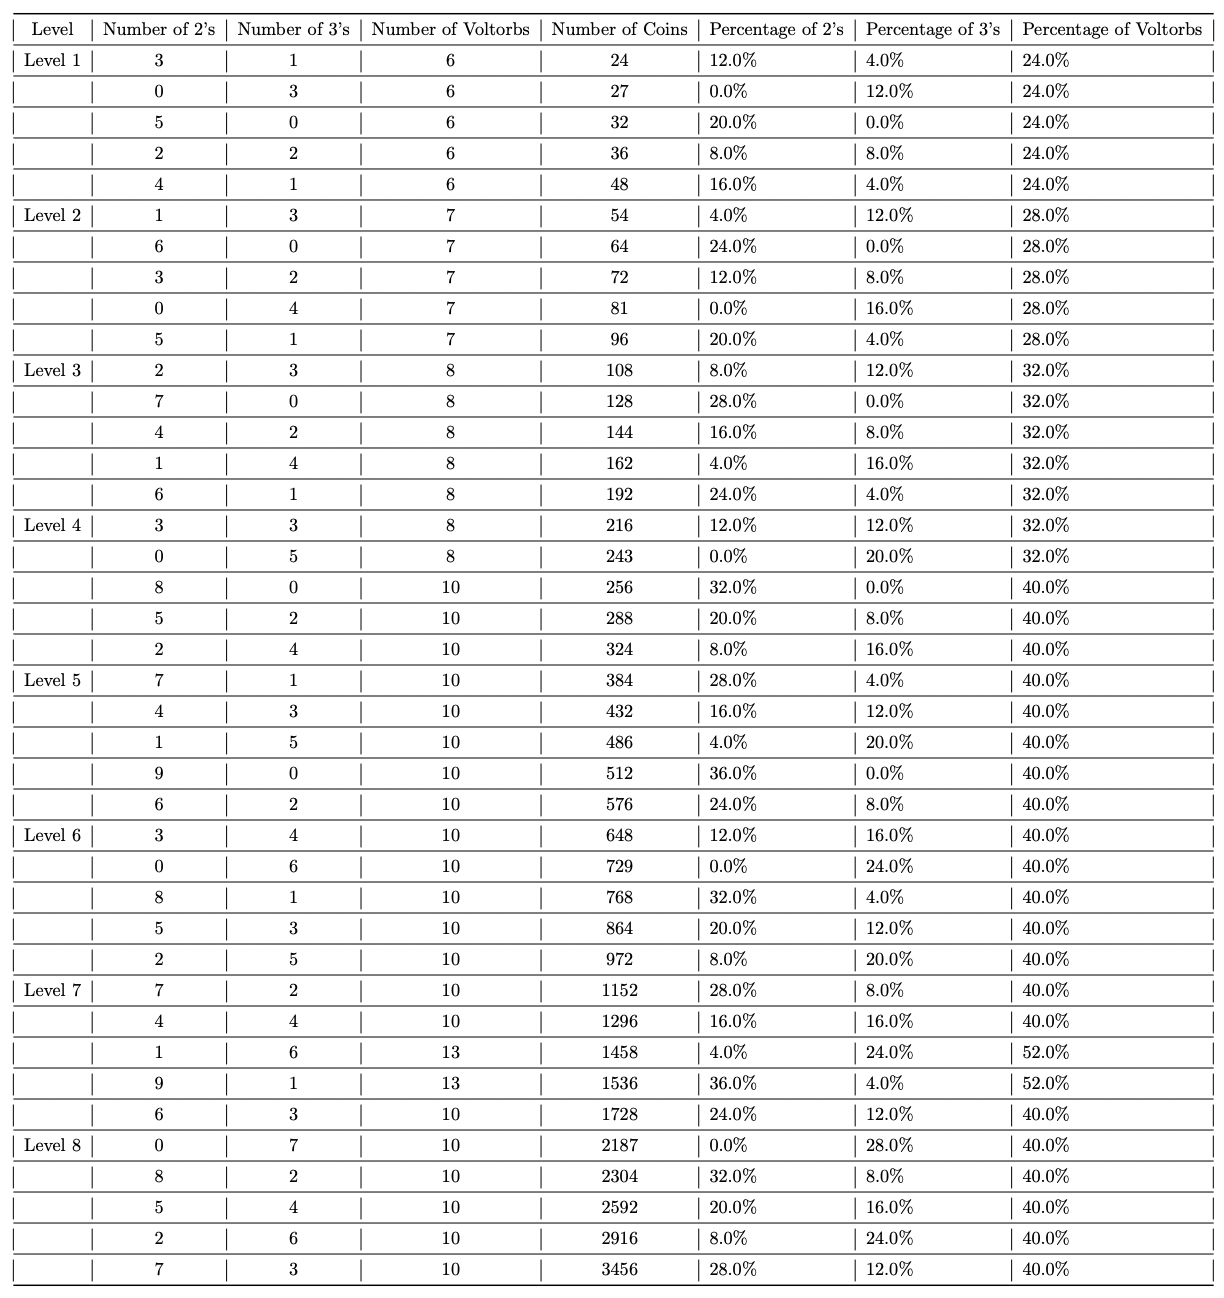 Level Number of 2's Number of 3's Number of Voltorbs Number of Coins Percentage of 2's Percentage of 3's Percentage of Voltorbs
Level 1 3 1 6 24 12.0% 4.0% 24.0%
0 3 6 27 0.0% 12.0% 24.0%
5 0 6 32 20.0% 0.0% 24.0%
2 2 6 36 8.0% 8.0% 24.0%
4 1 6 48 16.0% 4.0% 24.0%
Level 2 1 3 7 54 4.0% 12.0% 28.0%
6 0 7 64 24.0% 0.0% 28.0%
3 2 7 72 12.0% 8.0% 28.0%
0 4 7 81 0.0% 16.0% 28.0%
5 1 7 96 20.0% 4.0% 28.0%
Level 3 2 3 8 108 8.0% 12.0% 32.0%
7 0 8 128 28.0% 0.0% 32.0%
4 2 8 144 16.0% 8.0% 32.0%
1 4 8 162 4.0% 16.0% 32.0%
6 1 8 192 24.0% 4.0% 32.0%
Level 4 3 3 8 216 12.0% 12.0% 32.0%
0 5 8 243 0.0% 20.0% 32.0%
8 0 10 256 32.0% 0.0% 40.0%
5 2 10 288 20.0% 8.0% 40.0%
2 4 10 324 8.0% 16.0% 40.0%
Level 5 7 1 10 384 28.0% 4.0% 40.0%
4 3 10 432 16.0% 12.0% 40.0%
1 5 10 486 4.0% 20.0% 40.0%
9 0 10 512 36.0% 0.0% 40.0%
6 2 10 576 24.0% 8.0% 40.0%
Level 6 3 4 10 648 12.0% 16.0% 40.0%
0 6 10 729 0.0% 24.0% 40.0%
8 1 10 768 32.0% 4.0% 40.0%
5 3 10 864 20.0% 12.0% 40.0%
2 5 10 972 8.0% 20.0% 40.0%
Level 7 7 2 10 1152 28.0% 8.0% 40.0%
4 4 10 1296 16.0% 16.0% 40.0%
1 6 13 1458 4.0% 24.0% 52.0%
9 1 13 1536 36.0% 4.0% 52.0%
6 3 10 1728 24.0% 12.0% 40.0%
Level 8 0 7 10 2187 0.0% 28.0% 40.0%
8 2 10 2304 32.0% 8.0% 40.0%
5 4 10 2592 20.0% 16.0% 40.0%
2 6 10 2916 8.0% 24.0% 40.0%
7 3 10 3456 28.0% 12.0% 40.0%